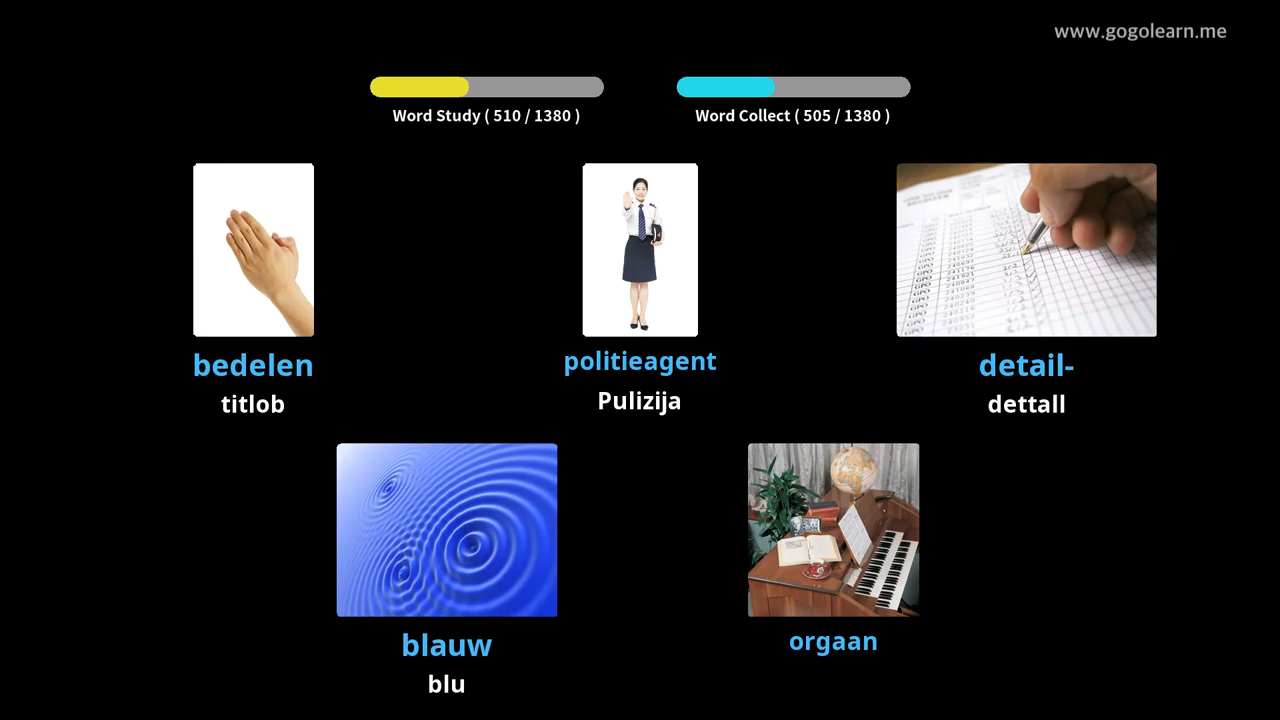 www.gogolearn.me
Word Study ( 510 / 1380 )
Word Collect ( 505 / 1380 )
bedelen
titlob
politieagent
Pulizija
detail-
dettall
blauw
blu
orgaan